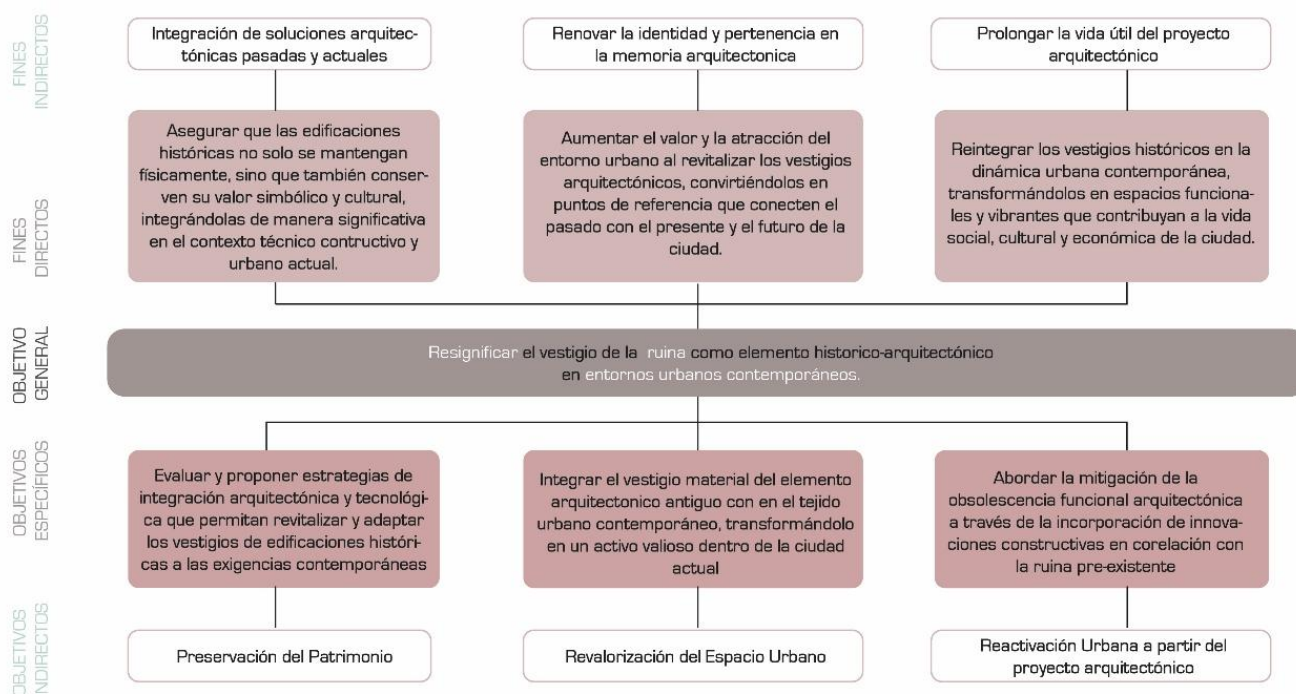 FINES
INDIRECTOS
Integración de soluciones arquitec-
tónicas pasadas y actuales
Renovar la identidad y pertenencia en
la memoria arquitectonica
Prolongar la vida útil del proyecto
arquitectónico
FINES
DIRECTOS
Asegurar que las edificaciones
históricas no solo se mantengan
físicamente, sino que también conser-
ven su valor simbólico y cultural,
integrándolas de manera significativa
en el contexto técnico contructivo y
urbano actual.
Aumentar el valor y la atracción del
entorno urbano al revitalizar los vestigios
arquitectónicos, convirtiéndolos en
puntos de referencia que conecten el
pasado con el presente y el futuro de la
ciudad.
Reintegrar los vestigios históricos en la
dinámica urbana contemporánea,
transformándolos en espacios funciona-
les y vibrantes que contribuyan a la vida
social, cultural y económica de la ciudad.
OBJETIVO
GENERAL
Resignificar el vestigio de la ruina como elemento historico-arquitectónico
en entornos urbanos contemporáneos.
OBJETIVOS
ESPECÍFICOS
Evaluar y proponer estrategias de
integración arquitectónica y tecnológi-
ca que permitan revitalizar y adaptar
los vestigios de edificaciones históri-
cas a las exigencias contemporáneas
Integrar el vestigio material del elemento
arquitectonico antiguo con en el tejido
urbano contemporáneo, transformándolo
en un activo valioso dentro de la ciudad
actual
Abordar la mitigación de la
obsolescencia funcional arquitectónica
a través de la incorporación de innova-
ciones constructivas en corelación con
la ruina pre-existente
OBJETIVOS
INDIRECTOS
Preservación del Patrimonio
Revalorización del Espacio Urbano
Reactivación Urbana a partir del
proyecto arquitectónico